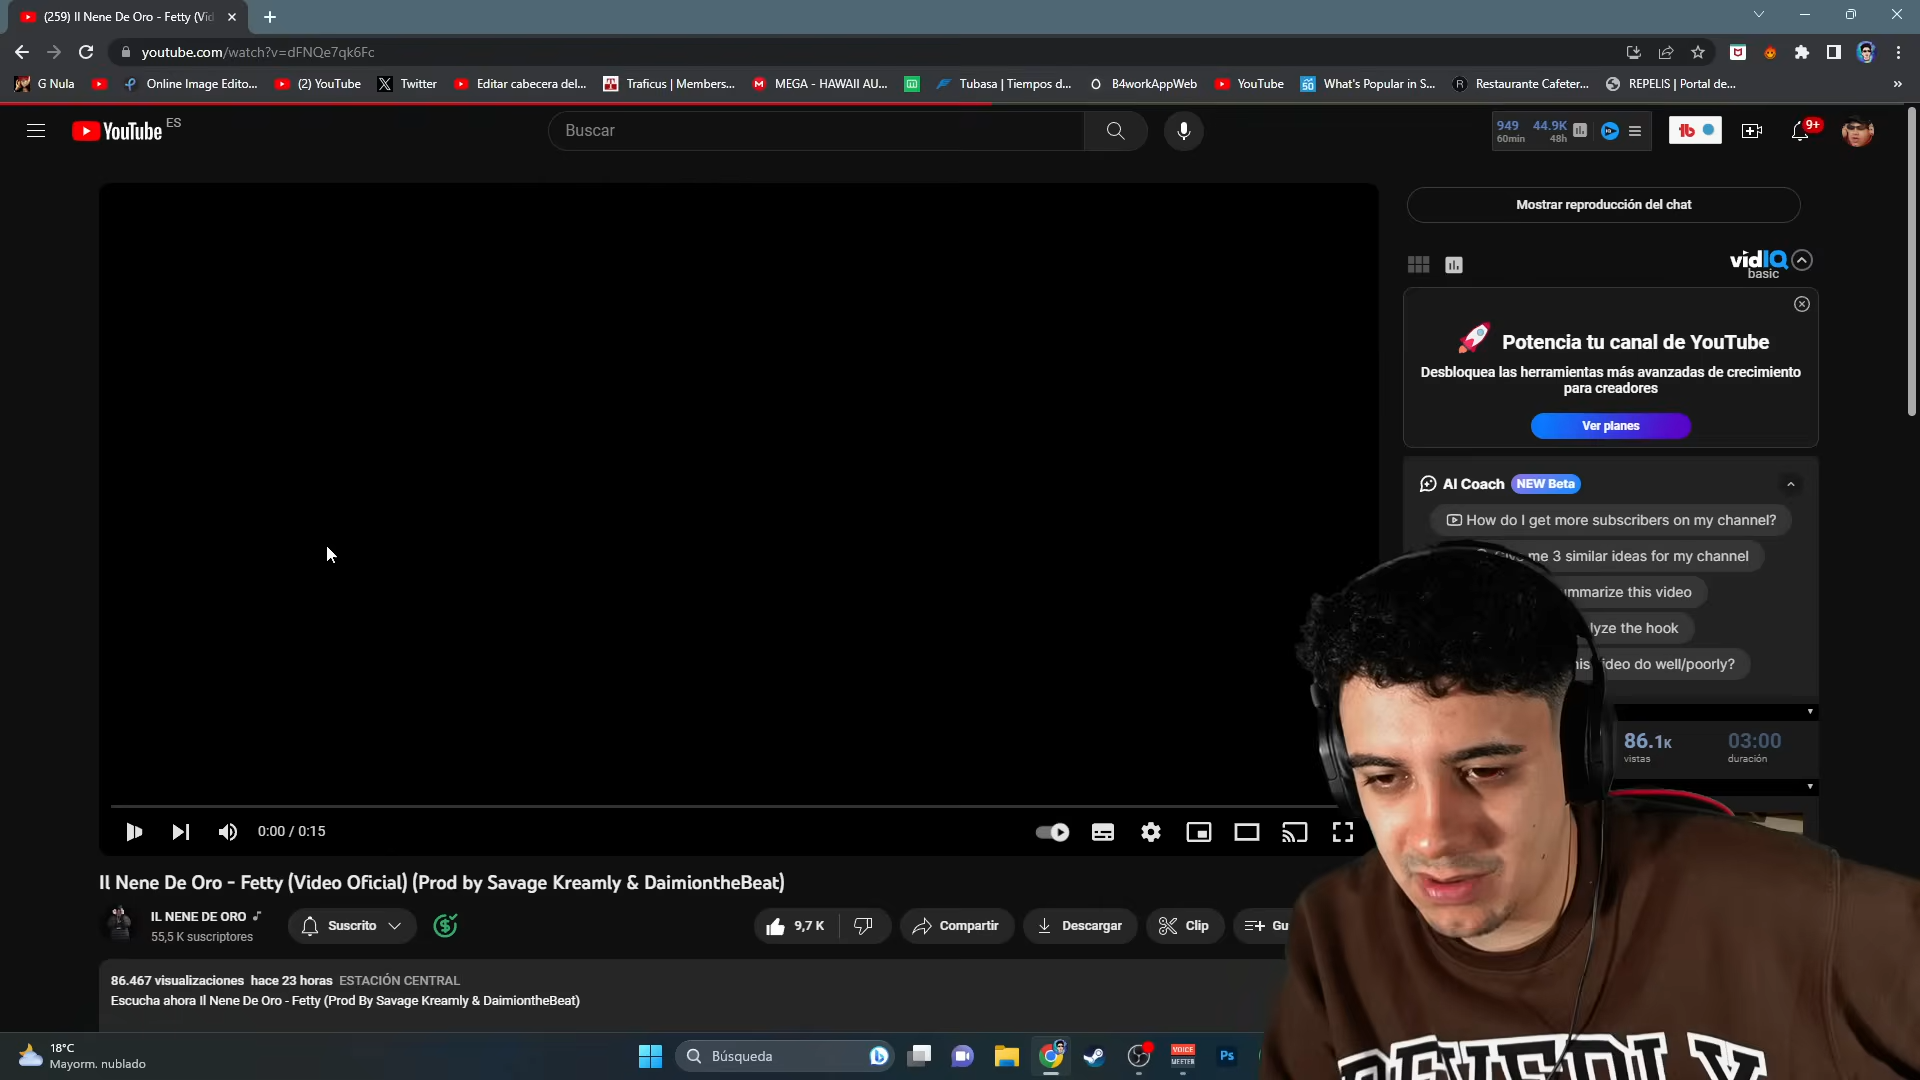 (259) Il Nene De Oro - Fetty (Vid
youtube.com/watch?v=dFNQe7qk6Fc
G Nula
Online Image Edito...
(2) YouTube
Twitter
Editar cabecera del...
Traficus | Members...
MEGA - HAWAII AU...
Tubasa | Tiempos d...
B4workAppWeb
YouTube
What's Popular in S...
Restaurante Cafeter...
REPELIS | Portal de...
YouTube ES
Buscar
949 60min
44.9K 48h
9+
Mostrar reproducción del chat
vidIQ
basic
Potencia tu canal de YouTube
Desbloquea las herramientas más avanzadas de crecimiento
para creadores
Ver planes
AI Coach NEW Beta
How do I get more subscribers on my channel?
me 3 similar ideas for my channel
mmarize this video
lyze the hook
his video do well/poorly?
86.1K 03:00
vistas duración
0:00 / 0:15
Il Nene De Oro - Fetty (Video Oficial) (Prod by Savage Kreamly & DaimiontheBeat)
IL NENE DE ORO
55,5 K suscriptores
Suscrito
9,7 K
Compartir
Descargar
Clip
Gu
86.467 visualizaciones hace 23 horas ESTACIÓN CENTRAL
Escucha ahora Il Nene De Oro - Fetty (Prod By Savage Kreamly & DaimiontheBeat)
18°C
Mayorm. nublado
Búsqueda
VOICE
MEETER
Ps